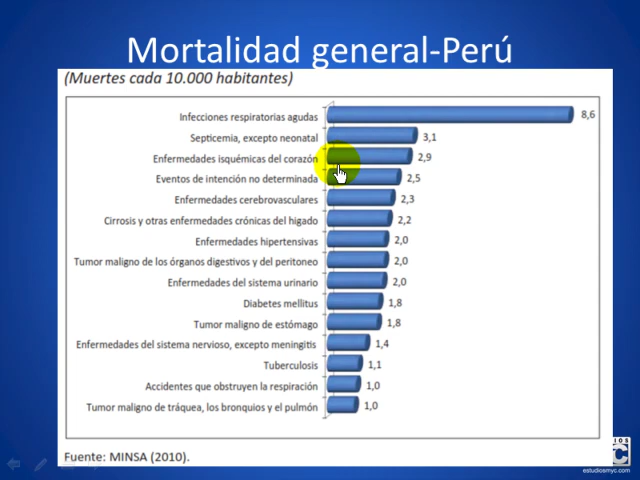 Mortalidad general-Perú
(Muertes cada 10.000 habitantes)
Infecciones respiratorias agudas 8,6
Septicemia, excepto neonatal 3,1
Enfermedades isquémicas del corazón 2,9
Eventos de intención no determinada 2,5
Enfermedades cerebrovasculares 2,3
Cirrosis y otras enfermedades crónicas del higado 2,2
Enfermedades hipertensivas 2,0
Tumor maligno de los órganos digestivos y del peritoneo 2,0
Enfermedades del sistema urinario 2,0
Diabetes mellitus 1,8
Tumor maligno de estómago 1,8
Enfermedades del sistema nervioso, excepto meningitis 1,4
Tuberculosis 1,1
Accidentes que obstruyen la respiración 1,0
Tumor maligno de tráquea, los bronquios y el pulmón 1,0
Fuente: MINSA (2010).
estudiosmyc.com